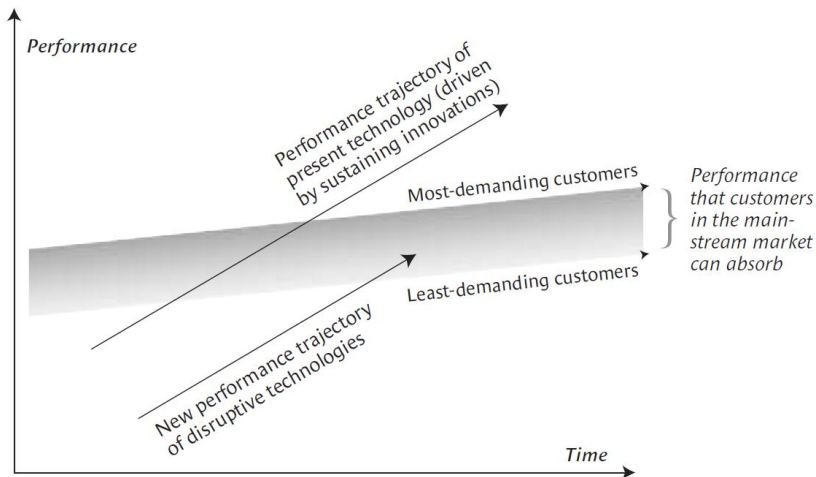 Performance
Performance trajectory of
present technology (driven
by sustaining innovations)
Most-demanding customers
Performance
that customers
in the main-
stream market
can absorb
Least-demanding customers
New performance trajectory
of disruptive technologies
Time